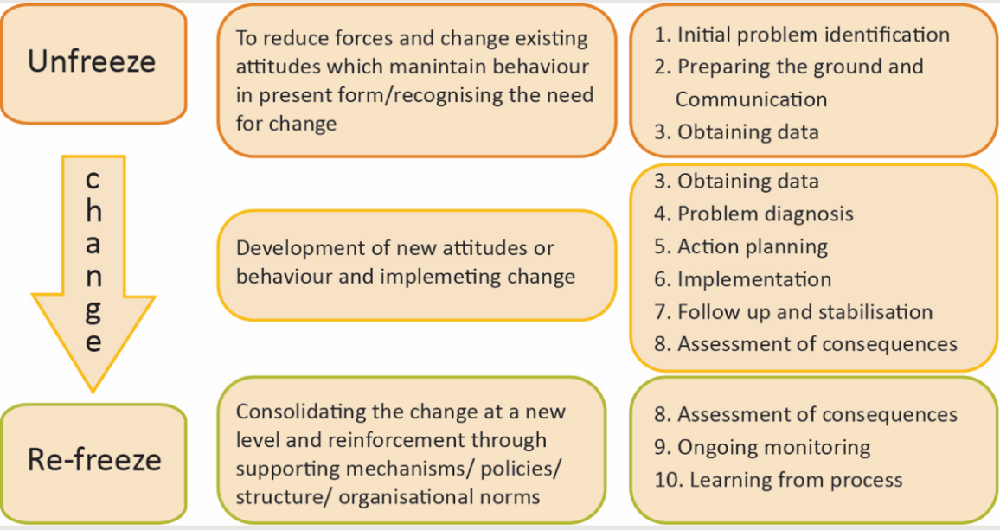 Unfreeze
To reduce forces and change existing
attitudes which manintain behaviour
in present form/recognising the need
for change
1. Initial problem identification
2. Preparing the ground and
Communication
3. Obtaining data
change
Development of new attitudes or
behaviour and implemeting change
3. Obtaining data
4. Problem diagnosis
5. Action planning
6. Implementation
7. Follow up and stabilisation
8. Assessment of consequences
Re-freeze
Consolidating the change at a new
level and reinforcement through
supporting mechanisms/ policies/
structure/ organisational norms
8. Assessment of consequences
9. Ongoing monitoring
10. Learning from process